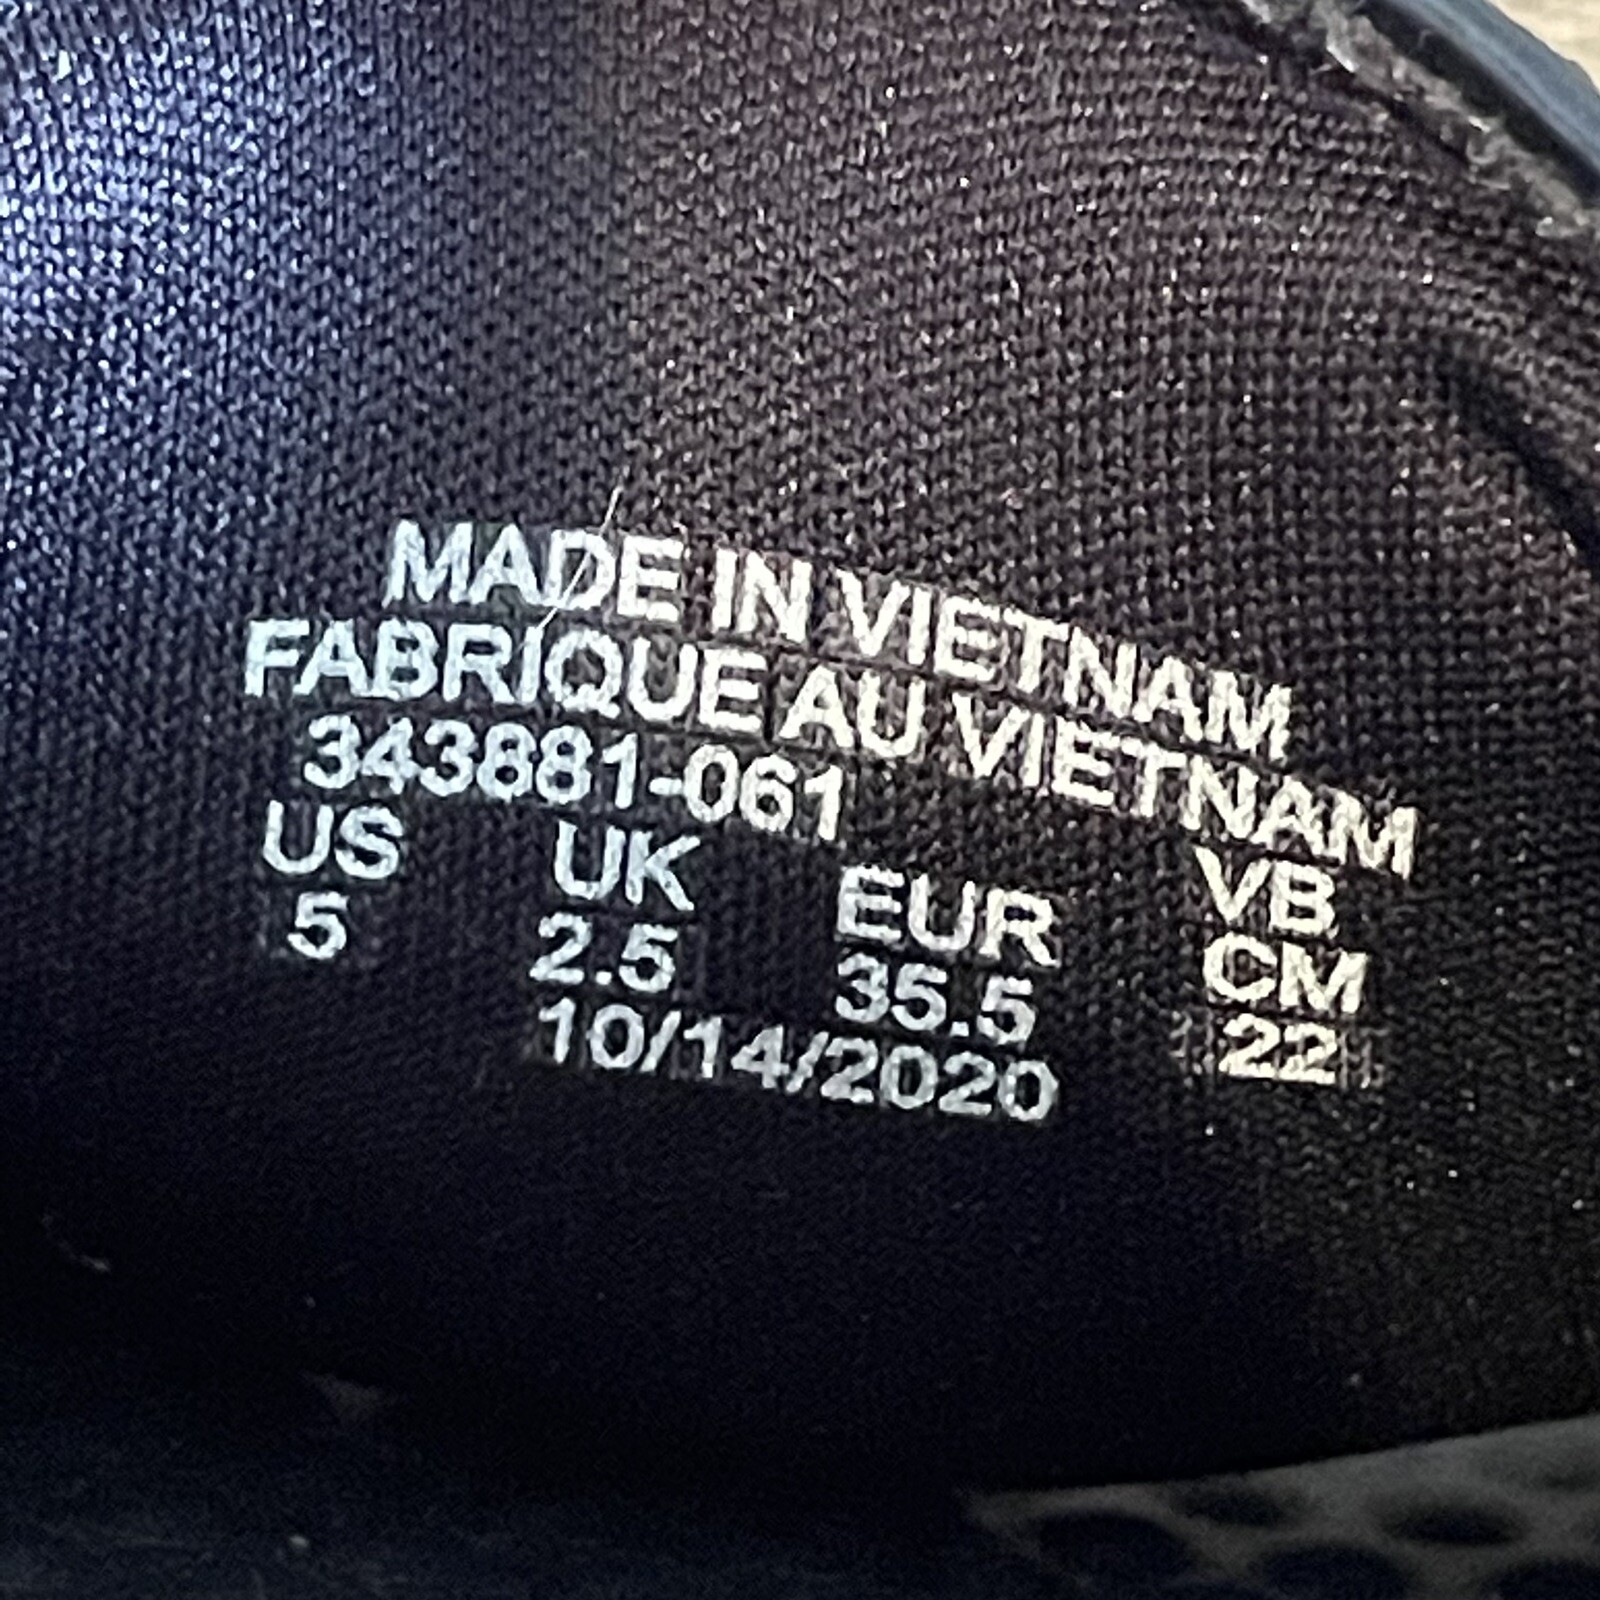 MADE IN VIETNAM
FABRIQUE AU VIETNAM
343881-061 VB
US UK EUR CM
5 2.5 35.5 22
10/14/2020